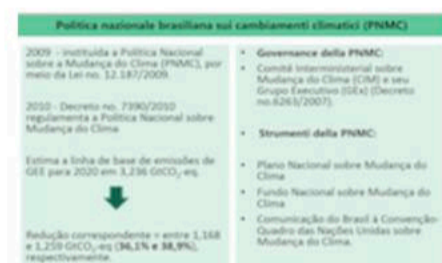 Politica nazionale brasiliana sui cambiamenti climatici (PNMC)
2009 - instituída a Política Nacional
sobre a Mudança do Clima (PNMC), por
meio da Lei no. 12.187/2009.
2010 - Decreto no. 7390/2010
regulamenta a Política Nacional sobre
Mudança do Clima
Estima a linha de base de emissões de
GEE para 2020 em 3,236 GtCO₂-eq.
Redução correspondente = entre 1,168
e 1,259 GtCO₂-eq (36,1% e 38,9%),
respectivamente.
• Governance della PNMC:
• Comitê Interministerial sobre
Mudança do Clima (CIM) e seu
Grupo Executivo (GEx) (Decreto
no.6263/2007).
• Strumenti della PNMC:
• Plano Nacional sobre Mudança do
Clima
• Fundo Nacional sobre Mudança do
Clima
• Comunicação do Brasil à Convenção-
Quadro das Nações Unidas sobre
Mudança do Clima.